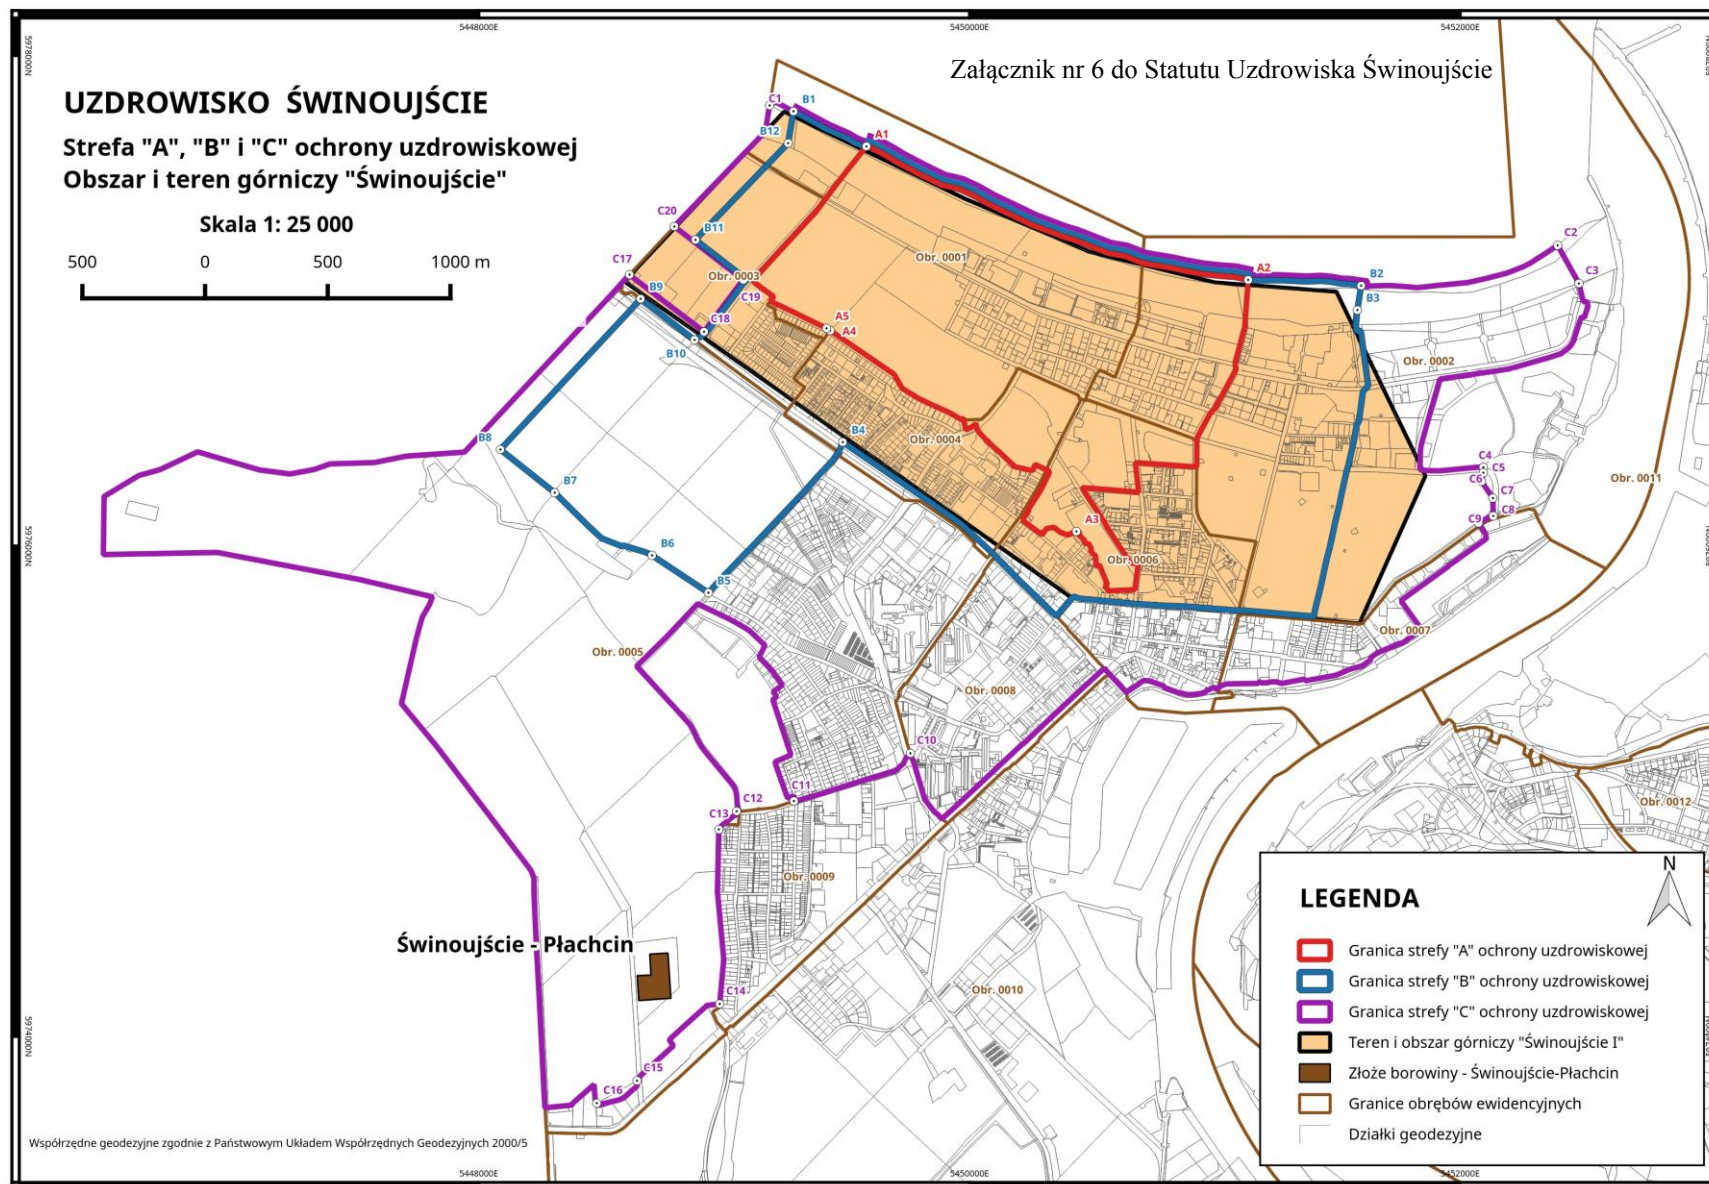 5448000E
5450000E
5452000E
5978000N
Załącznik nr 6 do Statutu Uzdrowiska Świnoujście
UZDROWISKO ŚWINOUJŚCIE
Strefa "A", "B" i "C" ochrony uzdrowiskowej
Obszar i teren górniczy "Świnoujście"
Skala 1: 25 000
500 0 500 1000 m
C1
B1
B12
A1
C20
B11
C17
Obr. 0003
Obr. 0001
A2
B2
C2
C3
B9
C19
B3
C18
A5
A4
B10
Obr. 0002
B8
B4
Obr. 0004
C4
C5
C6
Obr. 0011
B7
C7
C8
C9
A3
5976000N
B6
Obr. 0006
B5
Obr. 0007
Obr. 0005
Obr. 0008
C10
C11
C12
C13
Obr. 0012
Obr. 0009
Świnoujście - Płachcin
C14
Obr. 0010
5974000N
C15
C16
N
LEGENDA
Granica strefy "A" ochrony uzdrowiskowej
Granica strefy "B" ochrony uzdrowiskowej
Granica strefy "C" ochrony uzdrowiskowej
Teren i obszar górniczy "Świnoujście I"
Złoże borowiny - Świnoujście-Płachcin
Granice obrębów ewidencyjnych
Działki geodezyjne
Współrzędne geodezyjne zgodnie z Państwowym Układem Współrzędnych Geodezyjnych 2000/5
5448000E
5450000E
5452000E